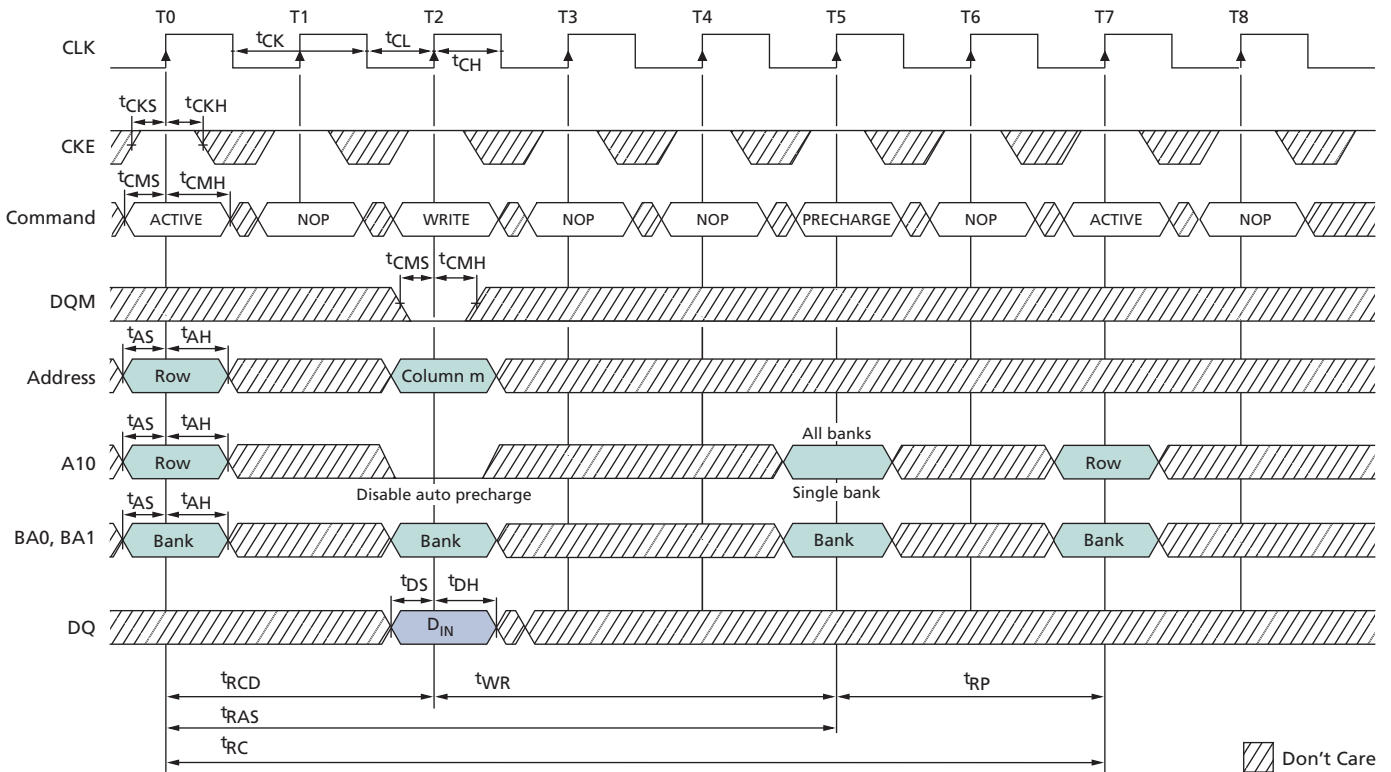 T0 T1 T2 T3 T4 T5 T6 T7 T8
CLK
tCK tCL
tCH
tCKS tCKH
CKE
tCMS tCMH
Command ACTIVE NOP WRITE NOP NOP PRECHARGE NOP ACTIVE NOP
tCMS tCMH
DQM
tAS tAH
Address Row Column m
tAS tAH All banks
A10 Row Row
Disable auto precharge Single bank
tAS tAH
BA0, BA1 Bank Bank Bank Bank
tDS tDH
DQ DIN
tRCD tWR tRP
tRAS
tRC
Don't Care